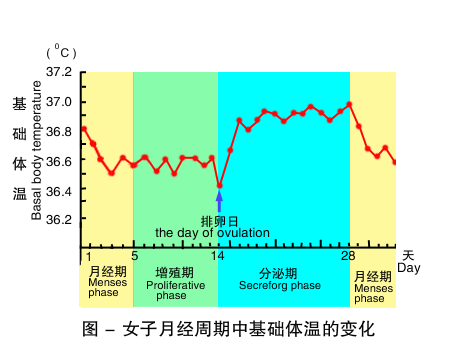 ( °C )
37.2
37.0
36.8
36.6
36.4
36.2
基础体温
Basal body temperature
排卵日
the day of ovulation
1
5
14
28
天
Day
月经期
Menses
phase
增殖期
Proliferative
phase
分泌期
Secreforg phase
月经期
Menses
phase
图 – 女子月经周期中基础体温的变化